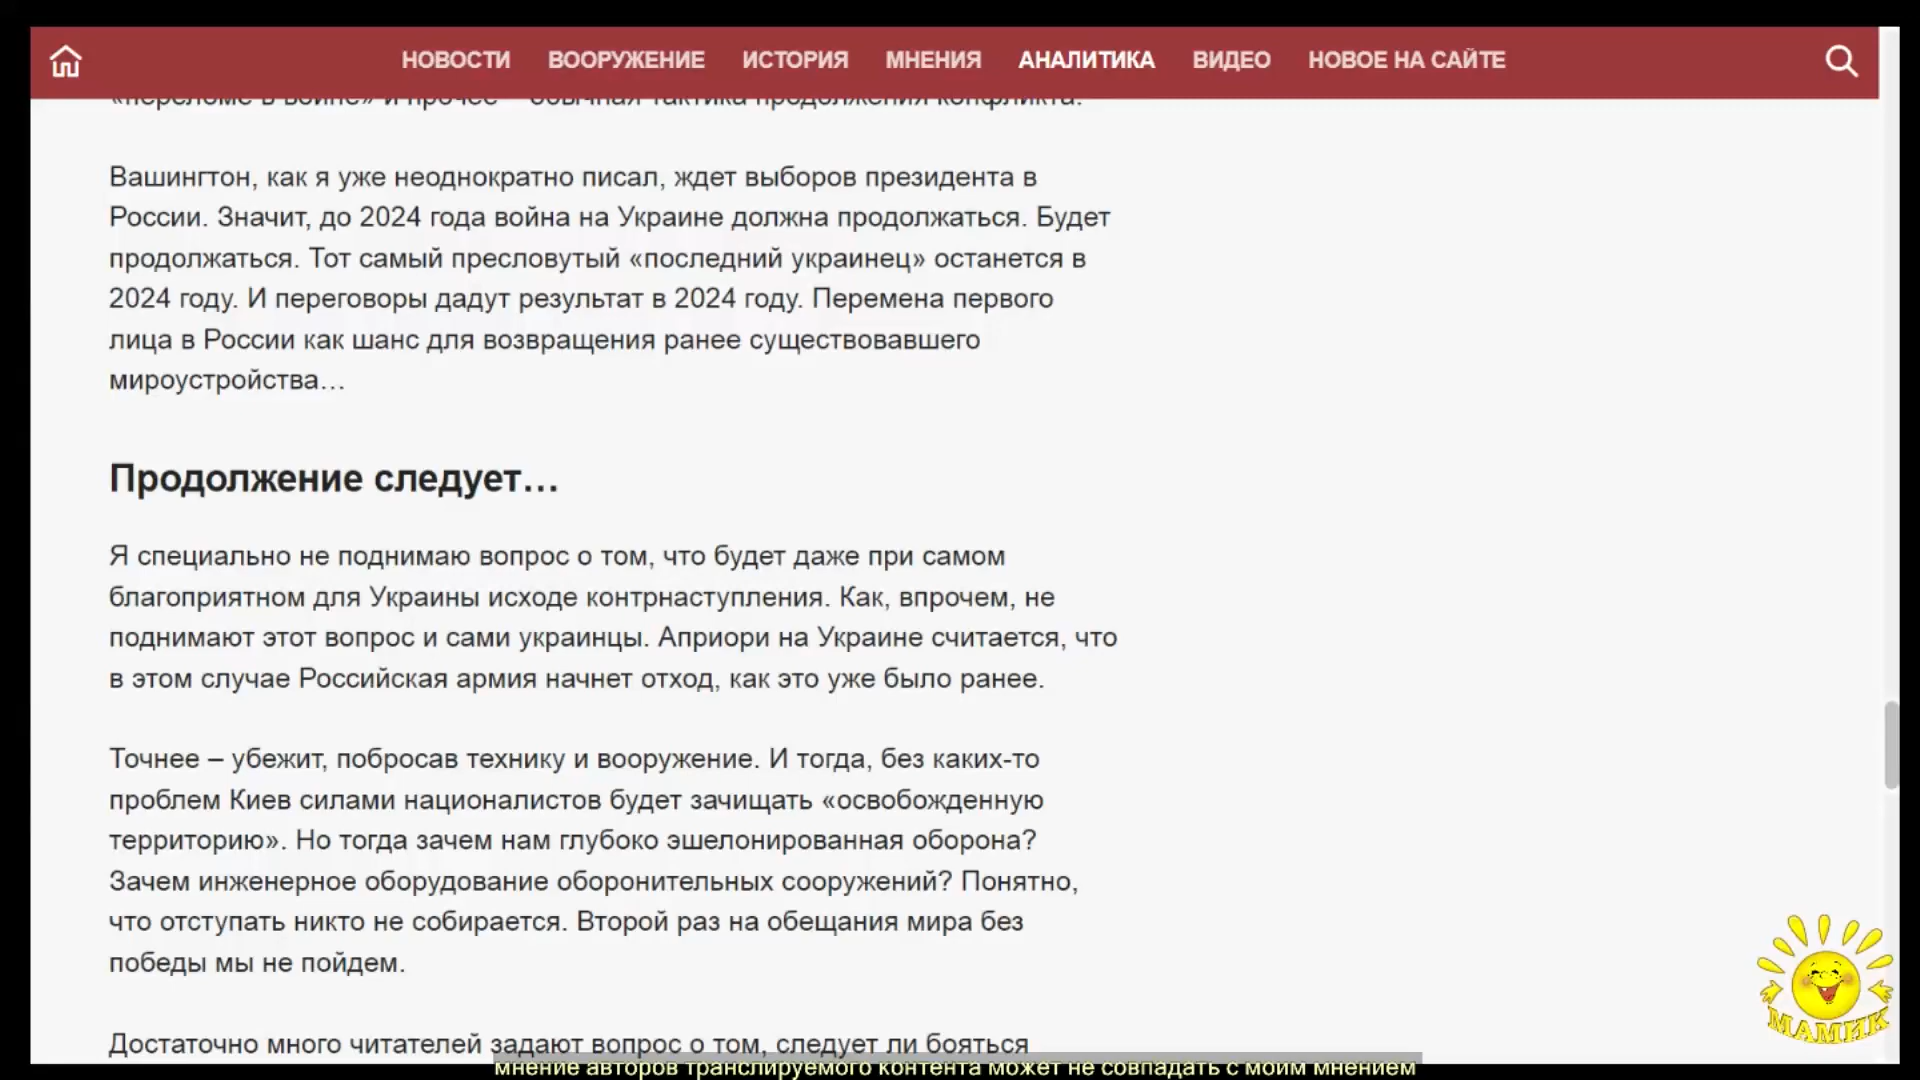 НОВОСТИ ВООРУЖЕНИЕ ИСТОРИЯ МНЕНИЯ АНАЛИТИКА ВИДЕО НОВОЕ НА САЙТЕ
«переломе в войне» и прочее – обычная тактика продолжения конфликта.
Вашингтон, как я уже неоднократно писал, ждет выборов президента в
России. Значит, до 2024 года война на Украине должна продолжаться. Будет
продолжаться. Тот самый пресловутый «последний украинец» останется в
2024 году. И переговоры дадут результат в 2024 году. Перемена первого
лица в России как шанс для возвращения ранее существовавшего
мироустройства…
Продолжение следует…
Я специально не поднимаю вопрос о том, что будет даже при самом
благоприятном для Украины исходе контрнаступления. Как, впрочем, не
поднимают этот вопрос и сами украинцы. Априори на Украине считается, что
в этом случае Российская армия начнет отход, как это уже было ранее.
Точнее – убежит, побросав технику и вооружение. И тогда, без каких-то
проблем Киев силами националистов будет зачищать «освобожденную
территорию». Но тогда зачем нам глубоко эшелонированная оборона?
Зачем инженерное оборудование оборонительных сооружений? Понятно,
что отступать никто не собирается. Второй раз на обещания мира без
победы мы не пойдем.
Достаточно много читателей задают вопрос о том, следует ли бояться
МАМИК
мнение авторов транслируемого контента может не совпадать с моим мнением